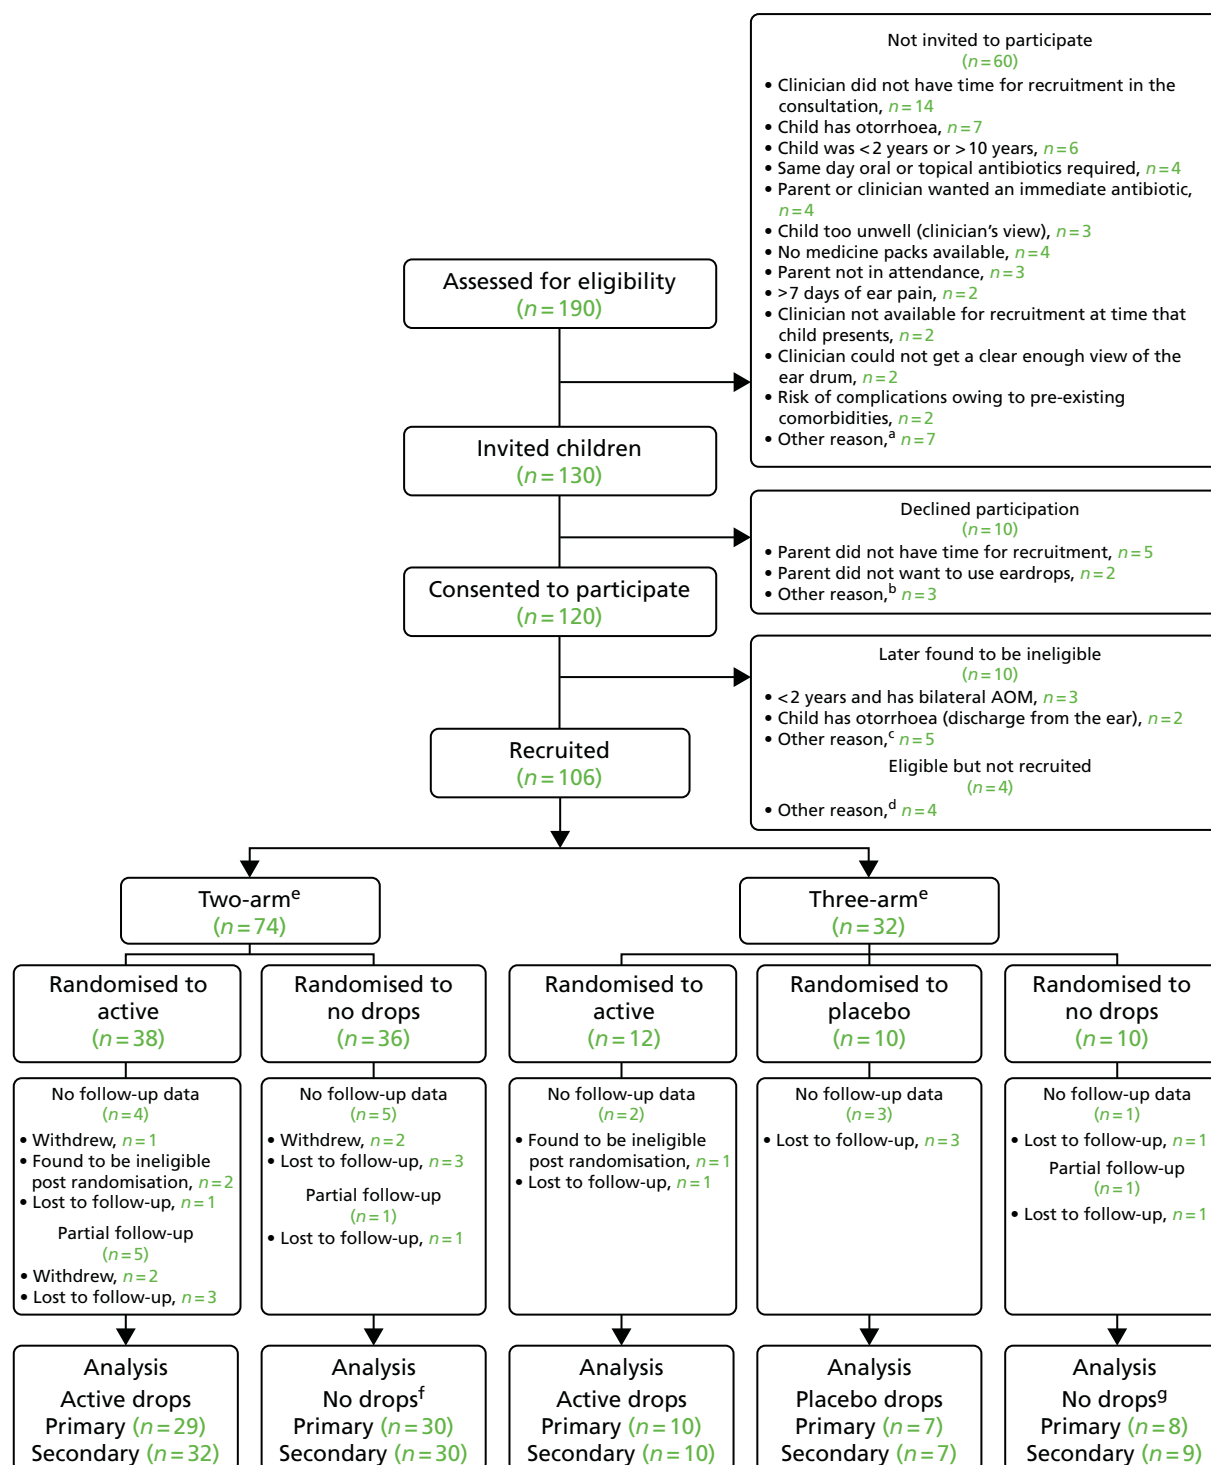 Not invited to participate
(n=60)
• Clinician did not have time for recruitment in the
consultation, n=14
• Child has otorrhoea, n=7
• Child was <2 years or >10 years, n=6
• Same day oral or topical antibiotics required, n=4
• Parent or clinician wanted an immediate antibiotic,
n=4
• Child too unwell (clinician's view), n=3
• No medicine packs available, n=4
• Parent not in attendance, n=3
• >7 days of ear pain, n=2
• Clinician not available for recruitment at time that
child presents, n=2
• Clinician could not get a clear enough view of the
ear drum, n=2
• Risk of complications owing to pre-existing
comorbidities, n=2
• Other reason,a n=7
Assessed for eligibility
(n=190)
Invited children
(n=130)
Declined participation
(n=10)
• Parent did not have time for recruitment, n=5
• Parent did not want to use eardrops, n=2
• Other reason,b n=3
Consented to participate
(n=120)
Later found to be ineligible
(n=10)
• <2 years and has bilateral AOM, n=3
• Child has otorrhoea (discharge from the ear), n=2
• Other reason,c n=5
Eligible but not recruited
(n=4)
• Other reason,d n=4
Recruited
(n=106)
Two-arme
(n=74)
Three-arme
(n=32)
Randomised to
active
(n=38)
Randomised to
no drops
(n=36)
Randomised to
active
(n=12)
Randomised to
placebo
(n=10)
Randomised to
no drops
(n=10)
No follow-up data
(n=4)
• Withdrew, n=1
• Found to be ineligible
post randomisation, n=2
• Lost to follow-up, n=1
Partial follow-up
(n=5)
• Withdrew, n=2
• Lost to follow-up, n=3
No follow-up data
(n=5)
• Withdrew, n=2
• Lost to follow-up, n=3
Partial follow-up
(n=1)
• Lost to follow-up, n=1
No follow-up data
(n=2)
• Found to be ineligible
post randomisation, n=1
• Lost to follow-up, n=1
No follow-up data
(n=3)
• Lost to follow-up, n=3
No follow-up data
(n=1)
• Lost to follow-up, n=1
Partial follow-up
(n=1)
• Lost to follow-up, n=1
Analysis
Active drops
Primary (n=29)
Secondary (n=32)
Analysis
No dropsf
Primary (n=30)
Secondary (n=30)
Analysis
Active drops
Primary (n=10)
Secondary (n=10)
Analysis
Placebo drops
Primary (n=7)
Secondary (n=7)
Analysis
No dropsg
Primary (n=8)
Secondary (n=9)